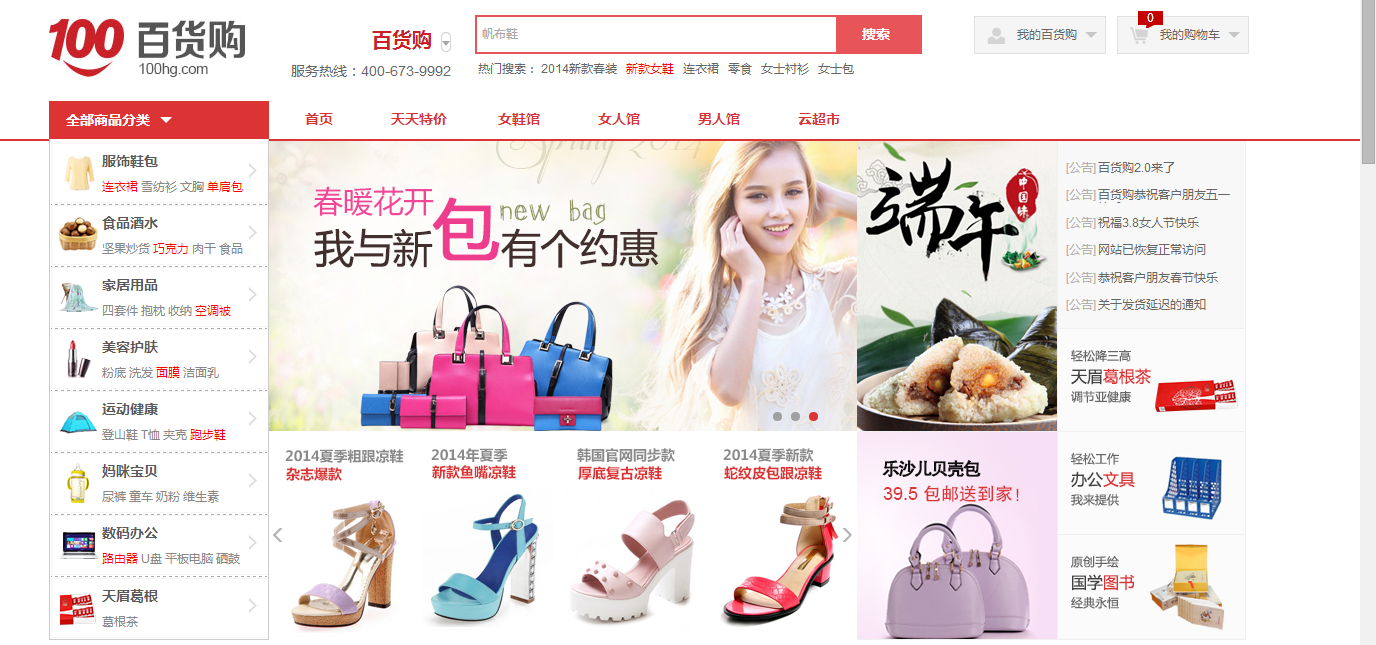 100 百货购
100hg.com
百货购
服务热线：400-673-9992
帆布鞋
搜索
热门搜索： 2014新款春装 新款女鞋 连衣裙 零食 女士衬衫 女士包
我的百货购
0
我的购物车
全部商品分类
首页 天天特价 女鞋馆 女人馆 男人馆 云超市
服饰鞋包
连衣裙 雪纺衫 文胸 单肩包
食品酒水
坚果炒货 巧克力 肉干 食品
家居用品
四套件 抱枕 收纳 空调被
美容护肤
粉底 洗发 面膜 洁面乳
运动健康
登山鞋 T恤 夹克 跑步鞋
妈咪宝贝
尿裤 童车 奶粉 维生素
数码办公
路由器 U盘 平板电脑 硒鼓
天眉葛根
葛根茶
Spring 2014
春暖花开
包
new bag
我与新
有个约惠
端午
中国味
[公告] 百货购2.0来了
[公告] 百货购恭祝客户朋友五一
[公告] 祝福3.8女人节快乐
[公告] 网站已恢复正常访问
[公告] 恭祝客户朋友春节快乐
[公告] 关于发货延迟的通知
轻松降三高
天眉葛根茶
调节亚健康
轻松工作
办公文具
我来提供
原创手绘
国学图书
经典永恒
2014夏季粗跟凉鞋
杂志爆款
2014年夏季
新款鱼嘴凉鞋
韩国官网同步款
厚底复古凉鞋
2014夏季新款
蛇纹皮包跟凉鞋
乐沙儿贝壳包
39.5 包邮送到家！